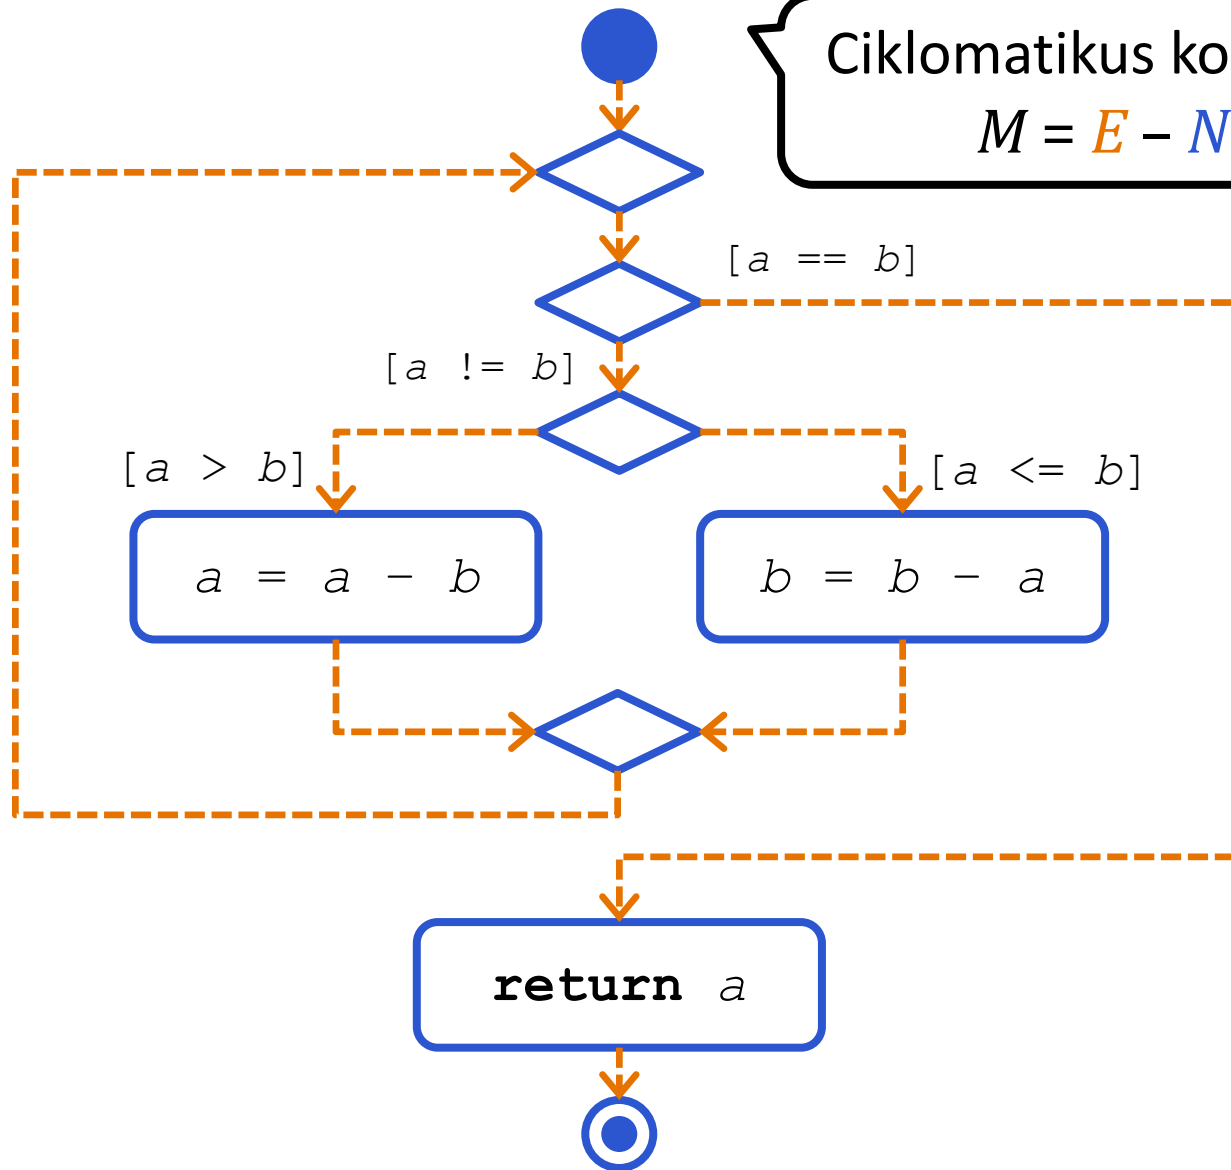 Ciklomatikus ko
M = E – N
[a == b]
[a != b]
[a > b]
[a <= b]
a = a - b
b = b - a
return a